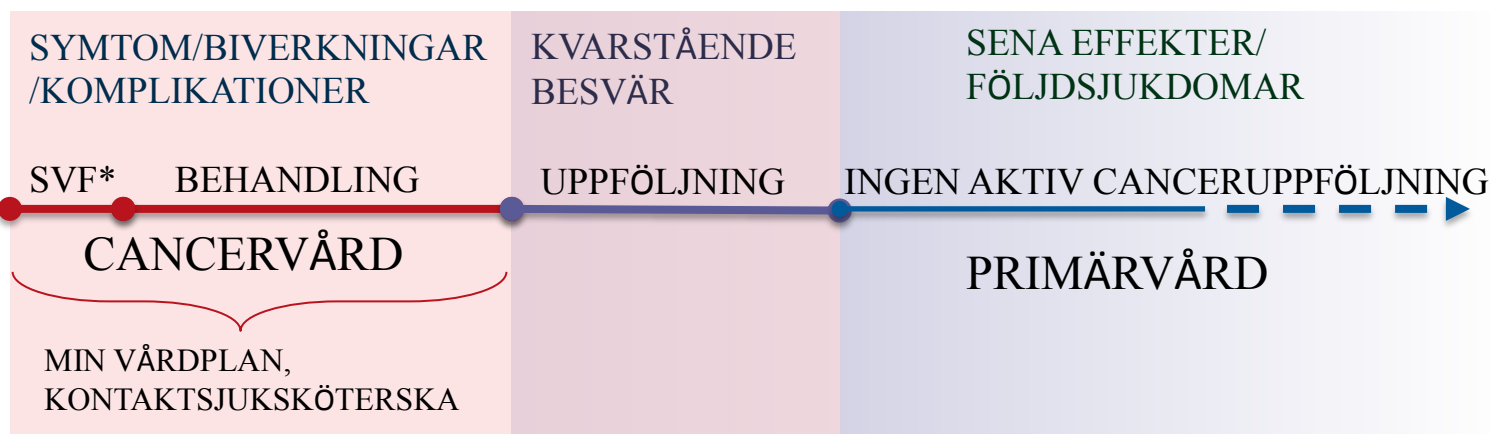 SYMTOM/BIVERKNINGAR
/KOMPLIKATIONER
KVARSTÅENDE
BESVÄR
SENA EFFEKTER/
FÖLJDSJUKDOMAR
SVF*
BEHANDLING
UPPFÖLJNING
INGEN AKTIV CANCERUPPFÖLJNING
CANCERVÅRD
PRIMÄRVÅRD
MIN VÅRDPLAN,
KONTAKTSJUKSKÖTERSKA